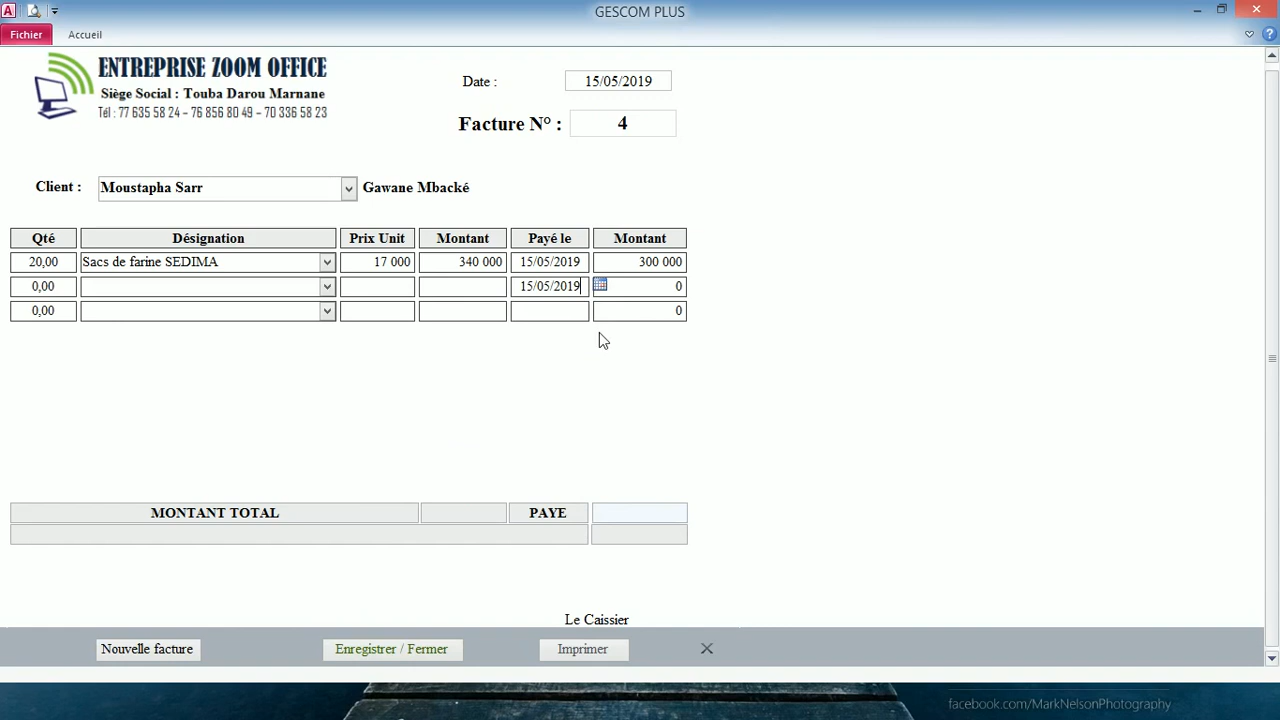 GESCOM PLUS
Fichier Accueil
ENTREPRISE ZOOM OFFICE
Siège Social : Touba Darou Marnane
Tél : 77 635 58 24 – 76 856 80 49 – 70 336 58 23
Date : 15/05/2019
Facture N° : 4
Client : Moustapha Sarr Gawane Mbacké
Qté Désignation Prix Unit Montant Payé le Montant
20,00 Sacs de farine SEDIMA 17 000 340 000 15/05/2019 300 000
0,00 15/05/2019 0
0,00 0
MONTANT TOTAL PAYE
Le Caissier
Nouvelle facture Enregistrer / Fermer Imprimer
facebook.com/MarkNelsonPhotography